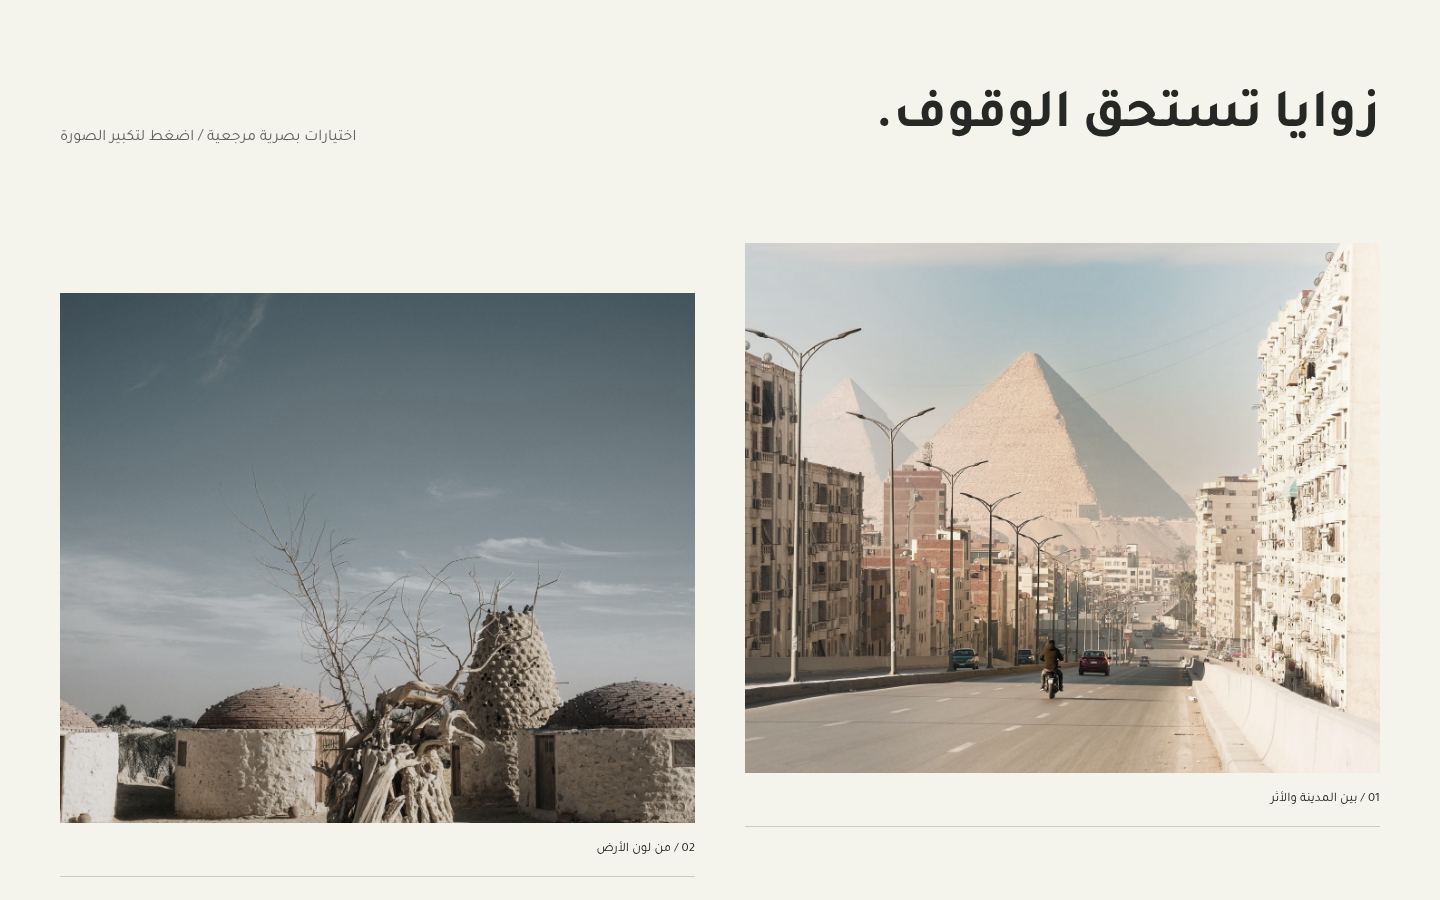 زوايا تستحق الوقوف.
اختيارات بصرية مرجعية / اضغط لتكبير الصورة
01 / بين المدينة والأثر
02 / من لون الأرض